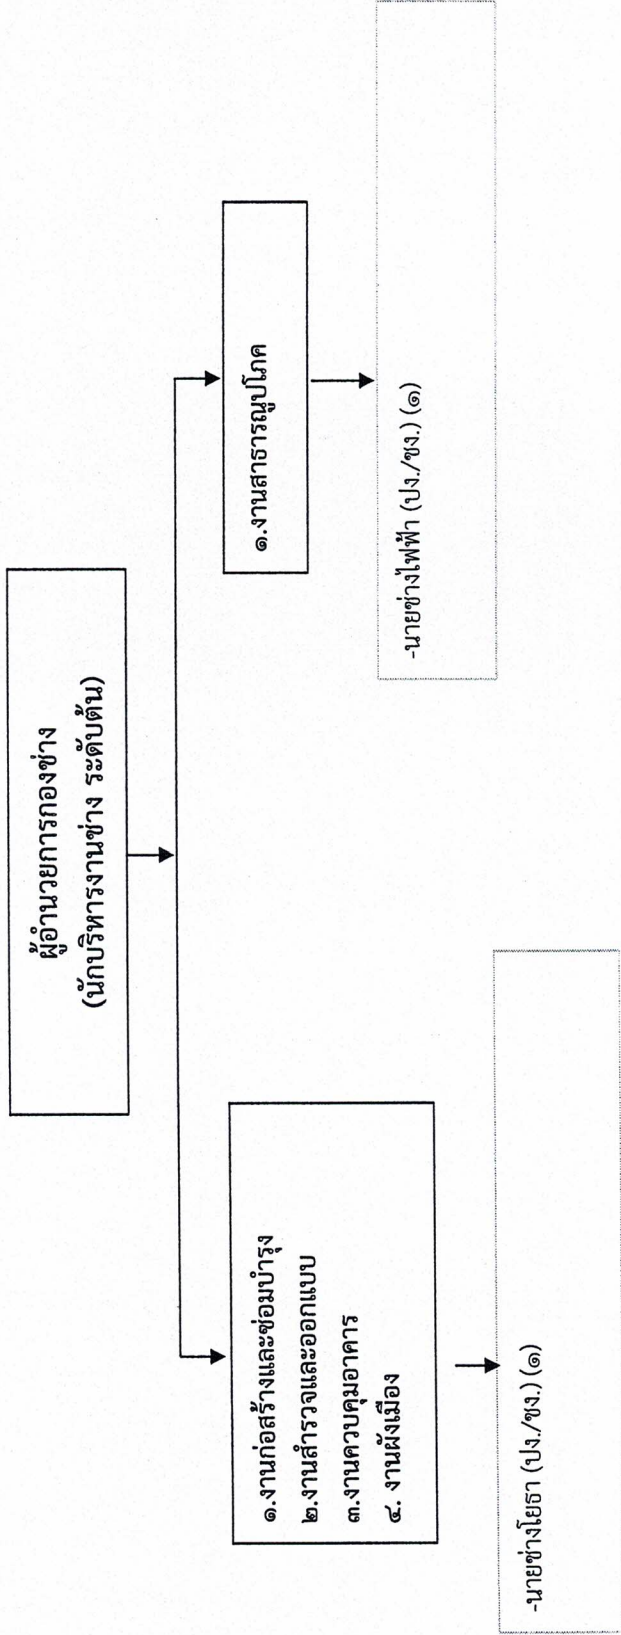 ผู้อำนวยการกองช่าง
(นักบริหารงานช่าง ระดับต้น)
๑.งานก่อสร้างและซ่อมบำรุง
๒.งานสำรวจและออกแบบ
๓.งานควบคุมอาคาร
๔. งานผังเมือง
-นายช่างโยธา (ปง./ชง.) (๑)
๑.งานสาธารณูปโภค
-นายช่างไฟฟ้า (ปง./ชง.) (๑)